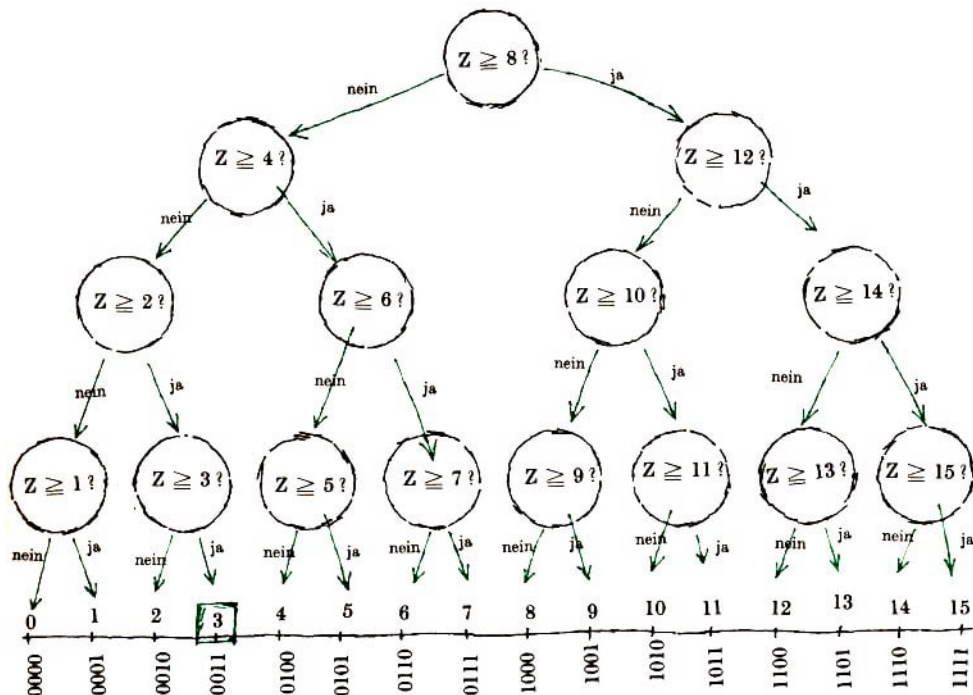 Z ≧ 8 ?
nein
ja
Z ≧ 4 ?
Z ≧ 12 ?
nein
ja
nein
ja
Z ≧ 2 ?
Z ≧ 6 ?
Z ≧ 10 ?
Z ≧ 14 ?
nein
ja
nein
ja
nein
ja
nein
ja
Z ≧ 1 ?
Z ≧ 3 ?
Z ≧ 5 ?
Z ≧ 7 ?
Z ≧ 9 ?
Z ≧ 11 ?
Z ≧ 13 ?
Z ≧ 15 ?
nein ja nein ja nein ja nein ja nein ja nein ja nein ja nein ja
0 1 2 3 4 5 6 7 8 9 10 11 12 13 14 15
0000 0001 0010 0011 0100 0101 0110 0111 1000 1001 1010 1011 1100 1101 1110 1111